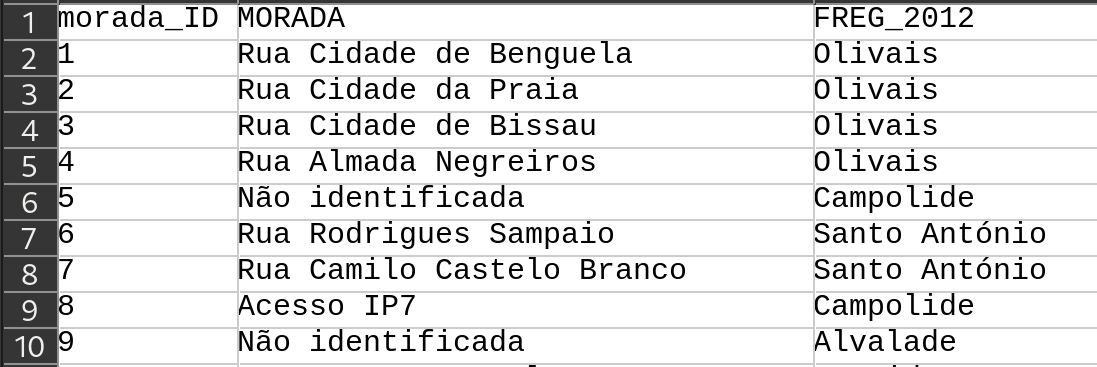 1 morada_ID MORADA FREG_2012
2 1 Rua Cidade de Benguela Olivais
3 2 Rua Cidade da Praia Olivais
4 3 Rua Cidade de Bissau Olivais
5 4 Rua Almada Negreiros Olivais
6 5 Não identificada Campolide
7 6 Rua Rodrigues Sampaio Santo António
8 7 Rua Camilo Castelo Branco Santo António
9 8 Acesso IP7 Campolide
10 9 Não identificada Alvalade